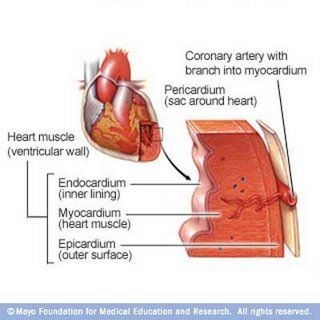 Coronary artery with
branch into myocardium
Pericardium
(sac around heart)
Heart muscle
(ventricular wall)
Endocardium
(inner lining)
Myocardium
(heart muscle)
Epicardium
(outer surface)
© Mayo Foundation for Medical Education and Research. All rights reserved.